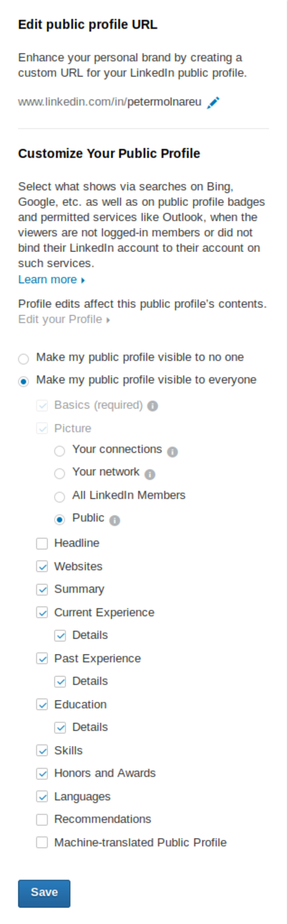 Edit public profile URL
Enhance your personal brand by creating a
custom URL for your LinkedIn public profile.
www.linkedin.com/in/petermolnareu
Customize Your Public Profile
Select what shows via searches on Bing,
Google, etc. as well as on public profile badges
and permitted services like Outlook, when the
viewers are not logged-in members or did not
bind their LinkedIn account to their account on
such services.
Learn more
Profile edits affect this public profile's contents.
Edit your Profile
Make my public profile visible to no one
Make my public profile visible to everyone
Basics (required)
Picture
Your connections
Your network
All LinkedIn Members
Public
Headline
Websites
Summary
Current Experience
Details
Past Experience
Details
Education
Details
Skills
Honors and Awards
Languages
Recommendations
Machine-translated Public Profile
Save